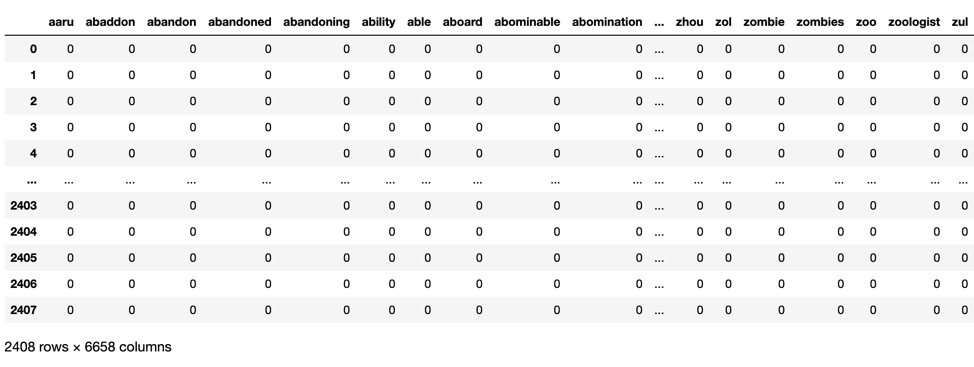 aaru abaddon abandon abandoned abandoning ability able aboard abominable abomination ... zhou zol zombie zombies zoo zoologist zul
0 0 0 0 0 0 0 0 0 0 0 ... 0 0 0 0 0 0 0
1 0 0 0 0 0 0 0 0 0 0 ... 0 0 0 0 0 0 0
2 0 0 0 0 0 0 0 0 0 0 ... 0 0 0 0 0 0 0
3 0 0 0 0 0 0 0 0 0 0 ... 0 0 0 0 0 0 0
4 0 0 0 0 0 0 0 0 0 0 ... 0 0 0 0 0 0 0
... ... ... ... ... ... ... ... ... ... ... ... ... ... ... ... ... ... ...
2403 0 0 0 0 0 0 0 0 0 0 ... 0 0 0 0 0 0 0
2404 0 0 0 0 0 0 0 0 0 0 ... 0 0 0 0 0 0 0
2405 0 0 0 0 0 0 0 0 0 0 ... 0 0 0 0 0 0 0
2406 0 0 0 0 0 0 0 0 0 0 ... 0 0 0 0 0 0 0
2407 0 0 0 0 0 0 0 0 0 0 ... 0 0 0 0 0 0 0
2408 rows × 6658 columns